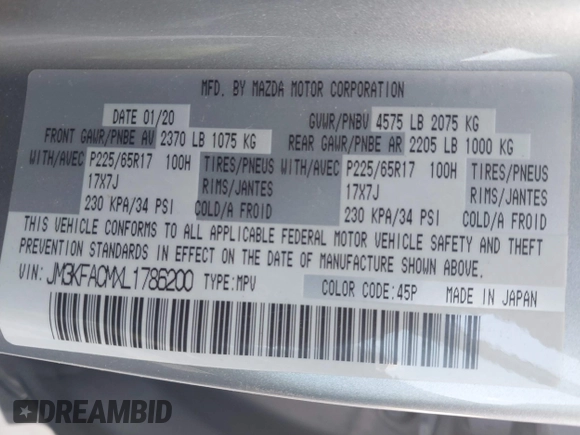 MFD. BY MAZDA MOTOR CORPORATION
DATE 01/20 GVWR/PNBV 4575 LB 2075 KG
FRONT GAWR/PNBE AV 2370 LB 1075 KG REAR GAWR/PNBE AR 2205 LB 1000 KG
WITH/AVEC P225/65R17 100H TIRES/PNEUS WITH/AVEC P225/65R17 100H TIRES/PNEUS
17X7J RIMS/JANTES 17X7J RIMS/JANTES
230 KPA/34 PSI COLD/A FROID 230 KPA/34 PSI COLD/A FROID
THIS VEHICLE CONFORMS TO ALL APPLICABLE FEDERAL MOTOR VEHICLE SAFETY AND THEFT
PREVENTION STANDARDS IN EFFECT ON THE DATE OF MANUFACTURE SHOWN ABOVE.
VIN: JM3KFACMXL1786200 TYPE: MPV COLOR CODE: 45P MADE IN JAPAN
DREAMBID